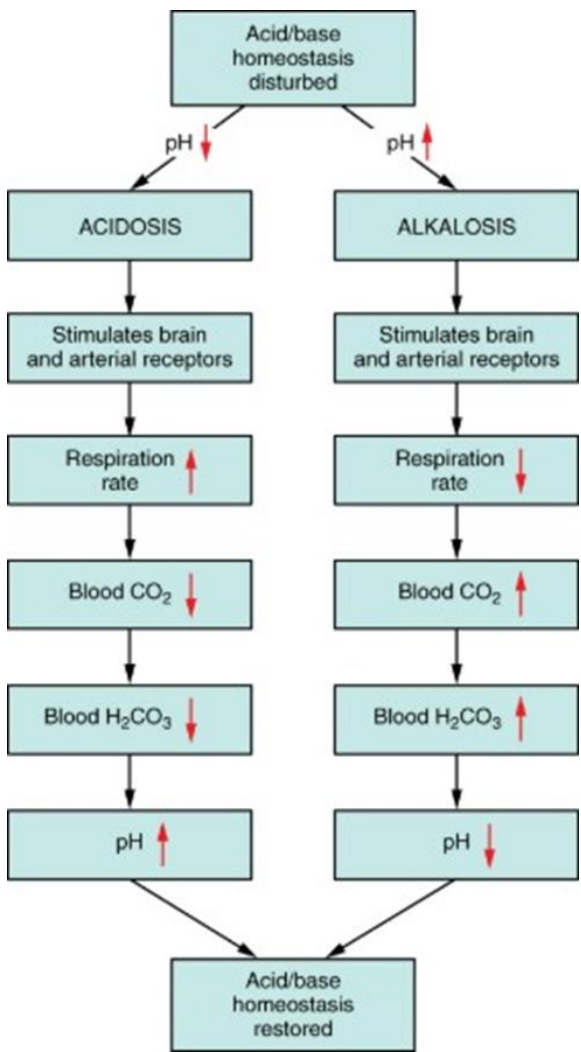 Acid/base
homeostasis
disturbed
pH
pH
ACIDOSIS
ALKALOSIS
Stimulates brain
and arterial receptors
Stimulates brain
and arterial receptors
Respiration
rate
Respiration
rate
Blood CO₂
Blood CO₂
Blood H₂CO₃
Blood H₂CO₃
pH
pH
Acid/base
homeostasis
restored